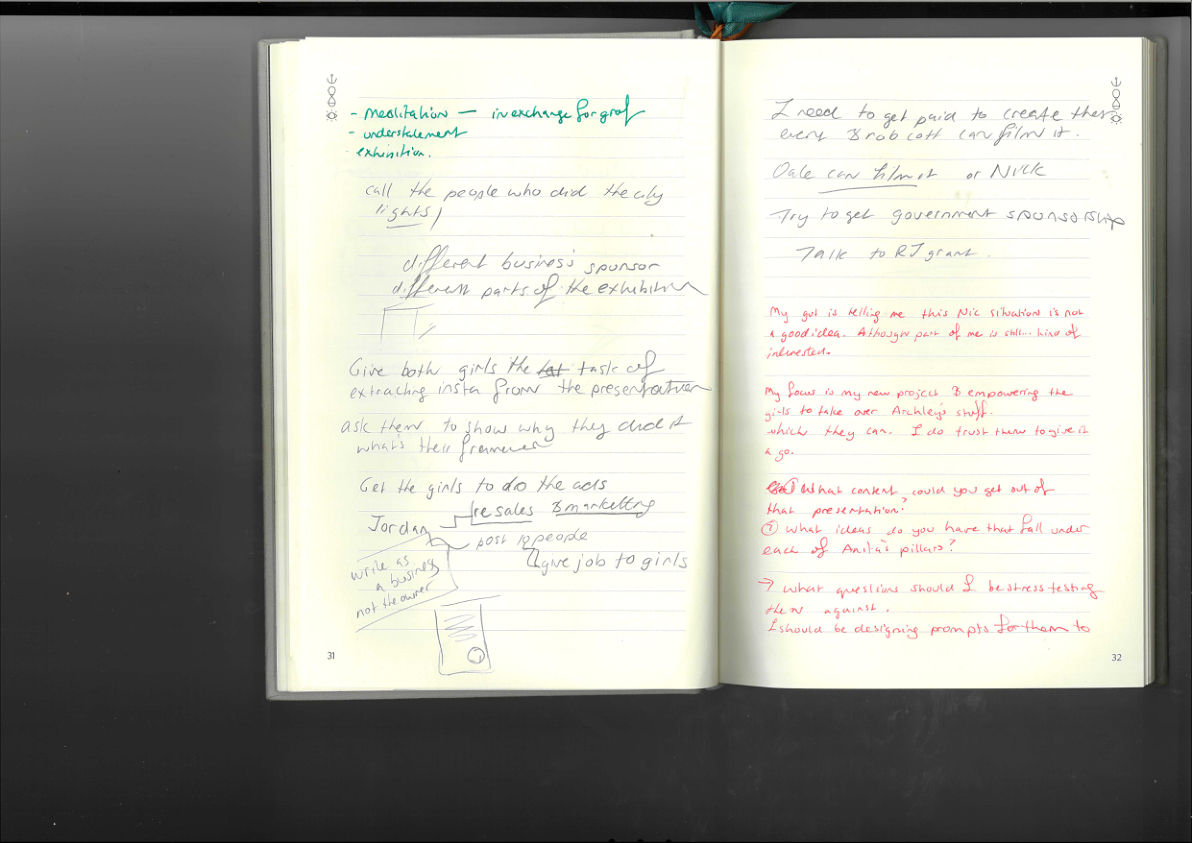 - meditation — in exchange for graf
- understatement
- exhibition.
call the people who did the city
lights
different business's sponsor
different parts of the exhibition
Give both girls the task of
extracting insta from the presentation
ask them to show why they did it
what's their
Get the girls to do the ads
Jordan
re sales & marketing
post to people
give job to girls
write as
a business
not the owner
31
I need to get paid to create these
every & rob cott can film it.
Dale can film it or Nick
Try to get government sponsorship
Talk to RJ grant.
My gut is telling me this Nic situation is not
a good idea. Although part of me is still... kind of
interested.
My focus is my new project & empowering the
girls to take over Archley's stuff.
which they can. I do trust them to give it
a go.
What content could you get out of
that presentation?
② what ideas do you have that fall under
each of Anita's pillars?
→ what questions should I be stress testing
them against.
I should be designing prompts for them to
32